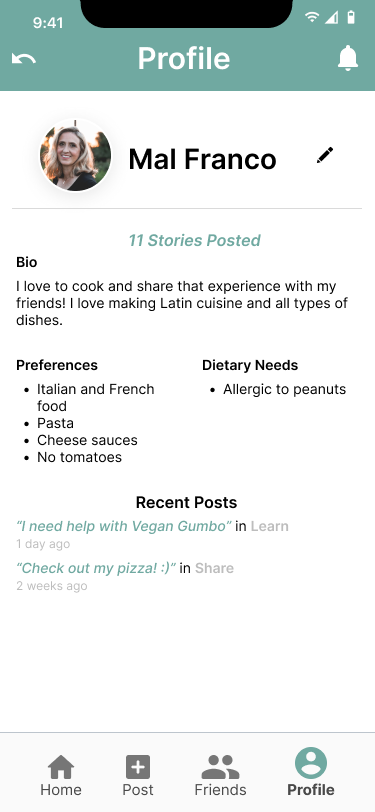 9:41
Profile
Mal Franco
11 Stories Posted
Bio
I love to cook and share that experience with my
friends! I love making Latin cuisine and all types of
dishes.
Preferences
• Italian and French
food
• Pasta
• Cheese sauces
• No tomatoes
Dietary Needs
• Allergic to peanuts
Recent Posts
“I need help with Vegan Gumbo” in Learn
1 day ago
“Check out my pizza! :)” in Share
2 weeks ago
Home Post Friends Profile